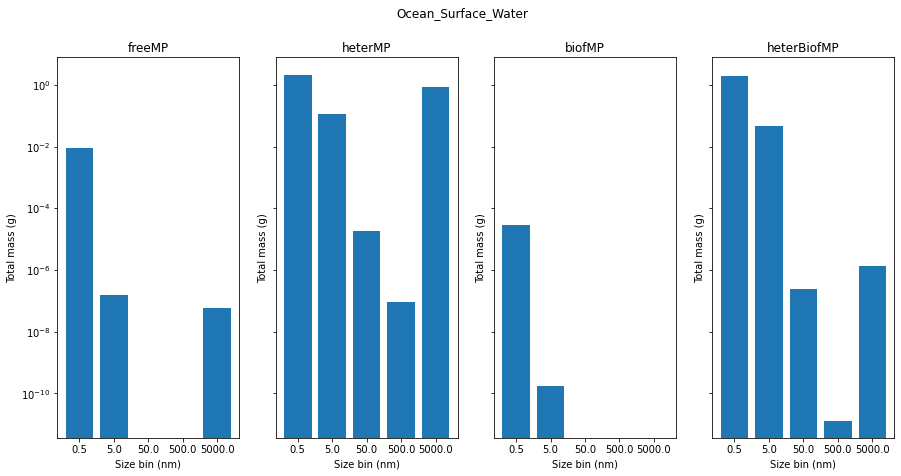 Ocean_Surface_Water
freeMP
heterMP
biofMP
heterBiofMP
Total mass (g)
10⁰
10⁻²
10⁻⁴
10⁻⁶
10⁻⁸
10⁻¹⁰
0.5 5.0 50.0 500.0 5000.0
Size bin (nm)
Total mass (g)
0.5 5.0 50.0 500.0 5000.0
Size bin (nm)
Total mass (g)
0.5 5.0 50.0 500.0 5000.0
Size bin (nm)
Total mass (g)
0.5 5.0 50.0 500.0 5000.0
Size bin (nm)